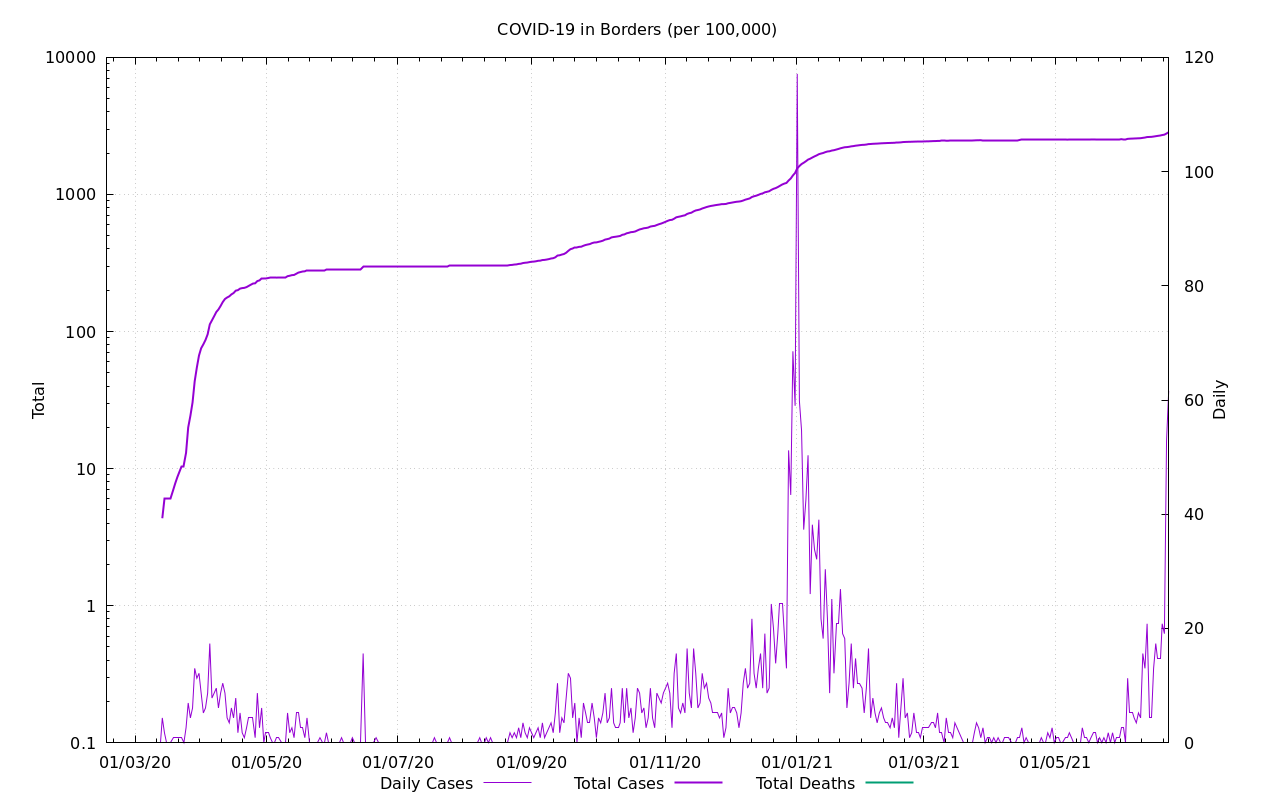 COVID-19 in Borders (per 100,000)
10000
1000
100
10
1
0.1
Total
120
100
80
60
40
20
0
Daily
01/03/20 01/05/20 01/07/20 01/09/20 01/11/20 01/01/21 01/03/21 01/05/21
Daily Cases Total Cases Total Deaths